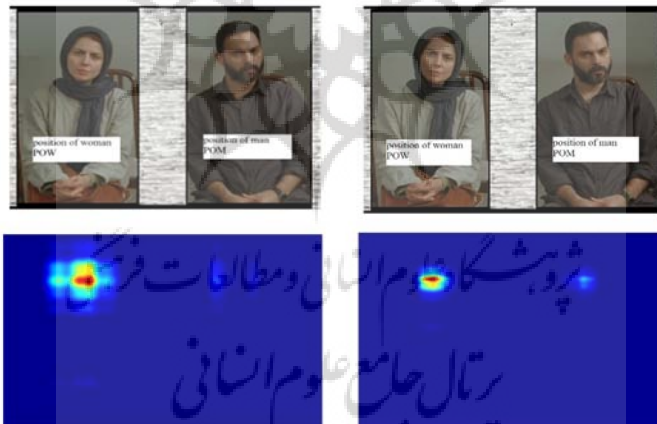 position of woman
POW
position of man
POM
position of woman
POW
position of man
POM
پژوهشگاه علوم انسانی و مطالعات فرهنگی
پرتال جامع علوم انسانی